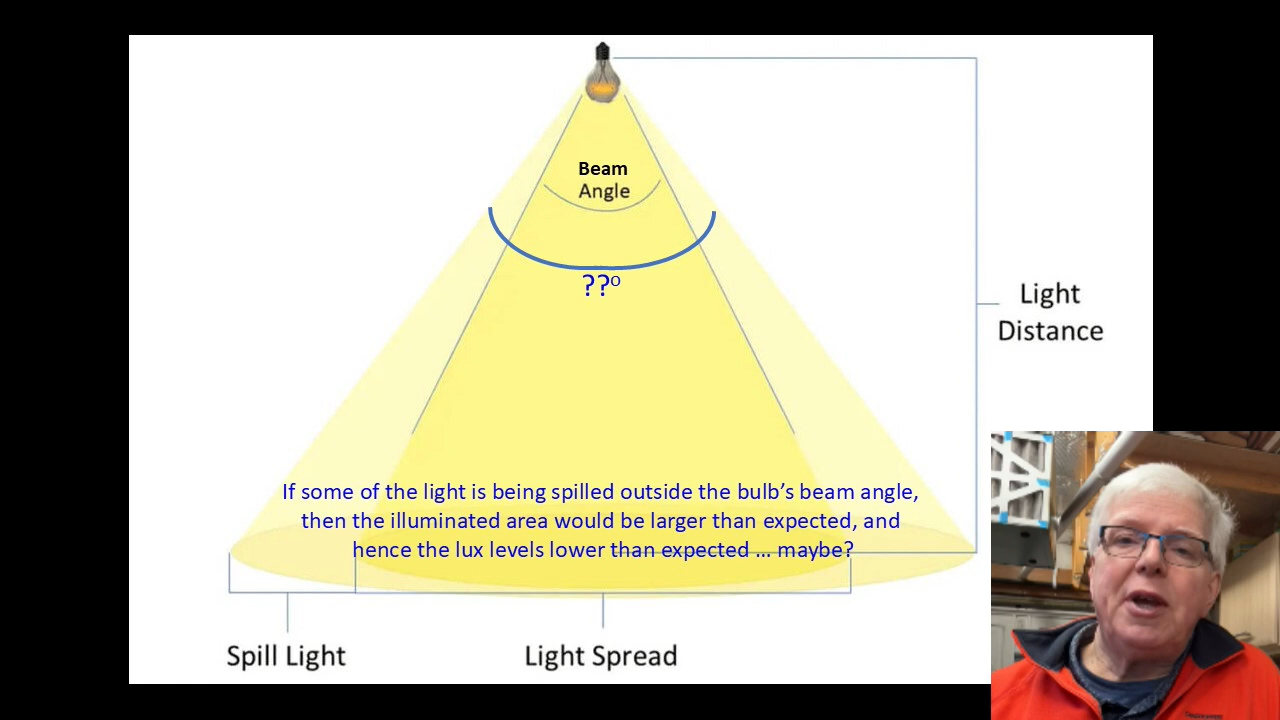 Beam
Angle
??º
Light
Distance
If some of the light is being spilled outside the bulb’s beam angle,
then the illuminated area would be larger than expected, and
hence the lux levels lower than expected ... maybe?
Spill Light
Light Spread